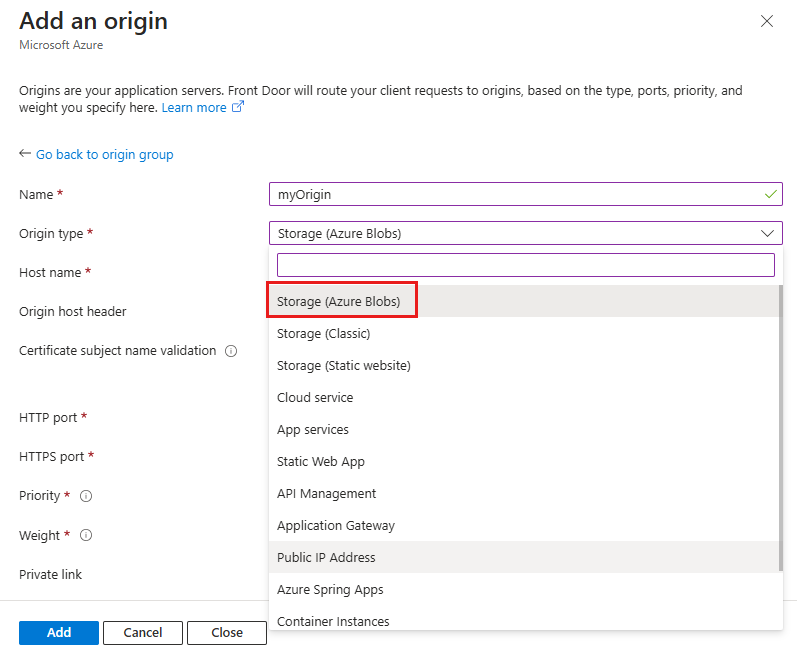 Add an origin
Microsoft Azure
Origins are your application servers. Front Door will route your client requests to origins, based on the type, ports, priority, and
weight you specify here. Learn more
Go back to origin group
Name *
myOrigin
Origin type *
Storage (Azure Blobs)
Host name *
Storage (Azure Blobs)
Origin host header
Storage (Classic)
Certificate subject name validation
Storage (Static website)
Cloud service
HTTP port *
App services
HTTPS port *
Static Web App
Priority *
API Management
Weight *
Application Gateway
Public IP Address
Private link
Azure Spring Apps
Container Instances
Add
Cancel
Close